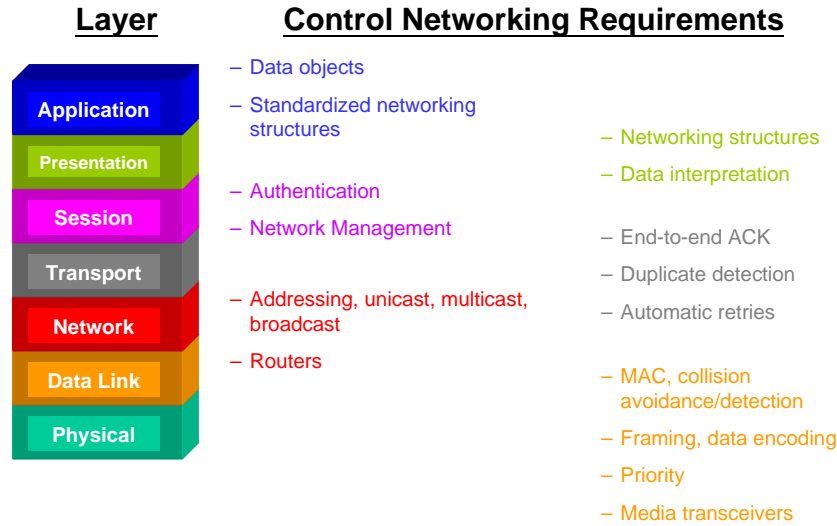 Layer
Control Networking Requirements
Application
Presentation
Session
Transport
Network
Data Link
Physical
– Data objects
– Standardized networking
structures
– Authentication
– Network Management
– Addressing, unicast, multicast,
broadcast
– Routers
– Networking structures
– Data interpretation
– End-to-end ACK
– Duplicate detection
– Automatic retries
– MAC, collision
avoidance/detection
– Framing, data encoding
– Priority
– Media transceivers